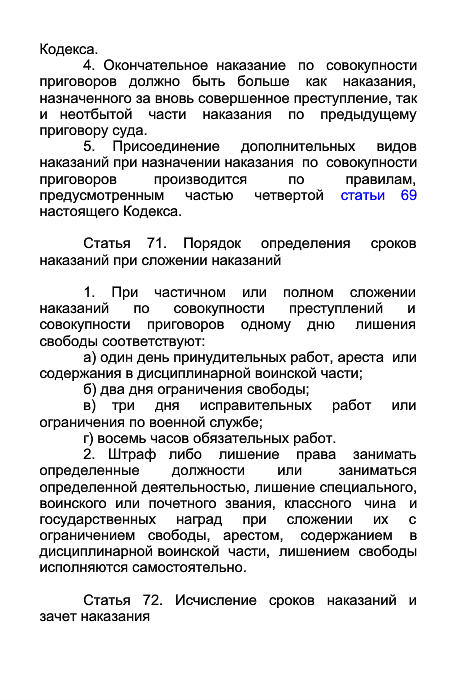 Кодекса.
4. Окончательное наказание по совокупности
приговоров должно быть больше как наказания,
назначенного за вновь совершенное преступление, так
и неотбытой части наказания по предыдущему
приговору суда.
5. Присоединение дополнительных видов
наказаний при назначении наказания по совокупности
приговоров производится по правилам,
предусмотренным частью четвертой статьи 69
настоящего Кодекса.
Статья 71. Порядок определения сроков
наказаний при сложении наказаний
1. При частичном или полном сложении
наказаний по совокупности преступлений и
совокупности приговоров одному дню лишения
свободы соответствуют:
а) один день принудительных работ, ареста или
содержания в дисциплинарной воинской части;
б) два дня ограничения свободы;
в) три дня исправительных работ или
ограничения по военной службе;
г) восемь часов обязательных работ.
2. Штраф либо лишение права занимать
определенные должности или заниматься
определенной деятельностью, лишение специального,
воинского или почетного звания, классного чина и
государственных наград при сложении их с
ограничением свободы, арестом, содержанием в
дисциплинарной воинской части, лишением свободы
исполняются самостоятельно.
Статья 72. Исчисление сроков наказаний и
зачет наказания